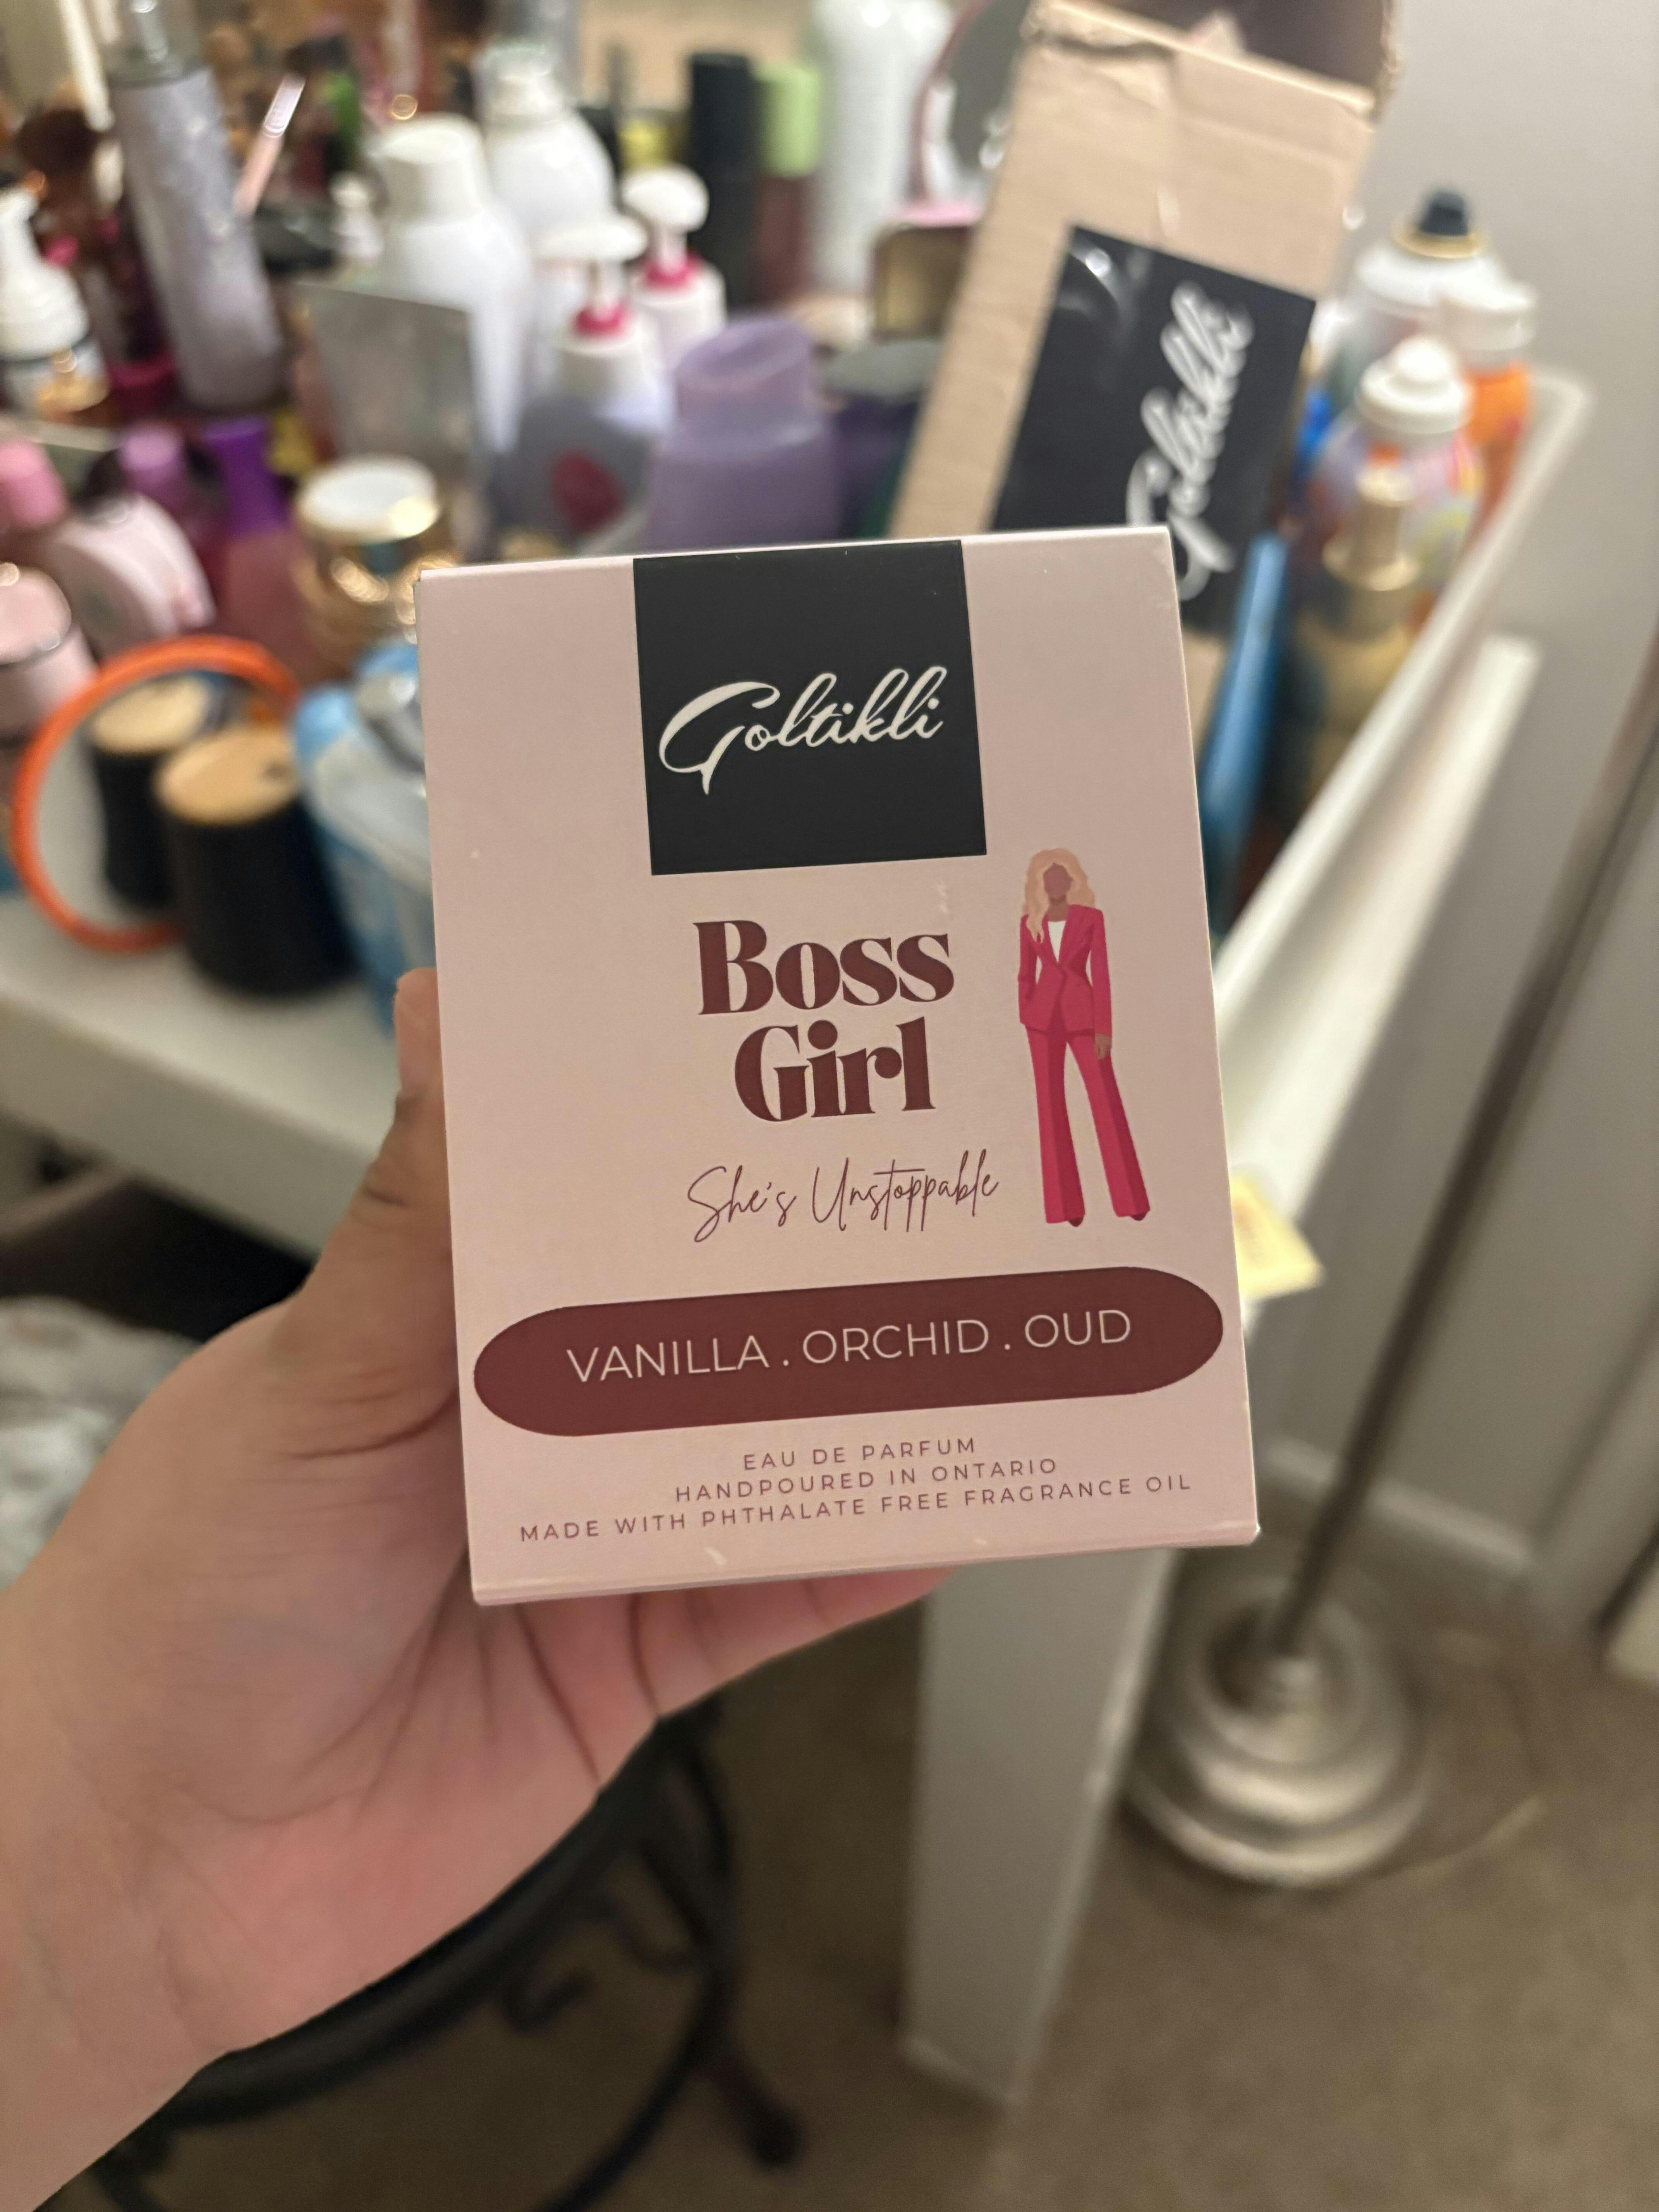 Goltikli
Goltikli
Boss
Girl
She's Unstoppable
VANILLA . ORCHID . OUD
EAU DE PARFUM
HANDPOURED IN ONTARIO
MADE WITH PHTHALATE FREE FRAGRANCE OIL